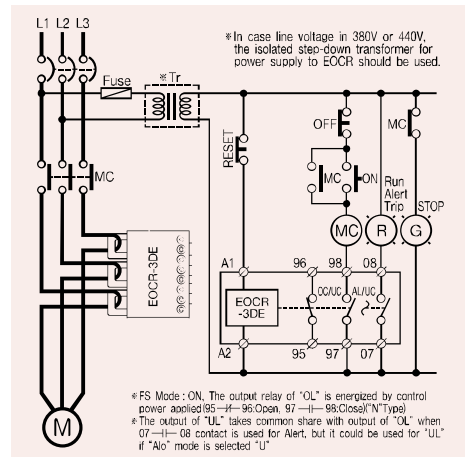 L1 L2 L3
※In case line voltage in 380V or 440V,
the isolated step-down transformer for
power supply to EOCR should be used.
Fuse
※Tr
RESET
OFF
MC
MC
MC
ON
Run
Alert
Trip
STOP
MC
R
G
EOCR-3DE
A1
96
98
08
EOCR
-3DE
OC/UC
AL/UC
A2
95
97
07
M
※FS Mode : ON, The output relay of "OL" is energized by control
power applied(95 ⊣/⊢ 96:Open, 97 ⊣⊢ 98:Close)("N"Type)
※The output of "UL" takes common share with output of "OL" when
07 ⊣⊢ 08 contact is used for Alert, but it could be used for "UL"
if "Alo" mode is selected "U"